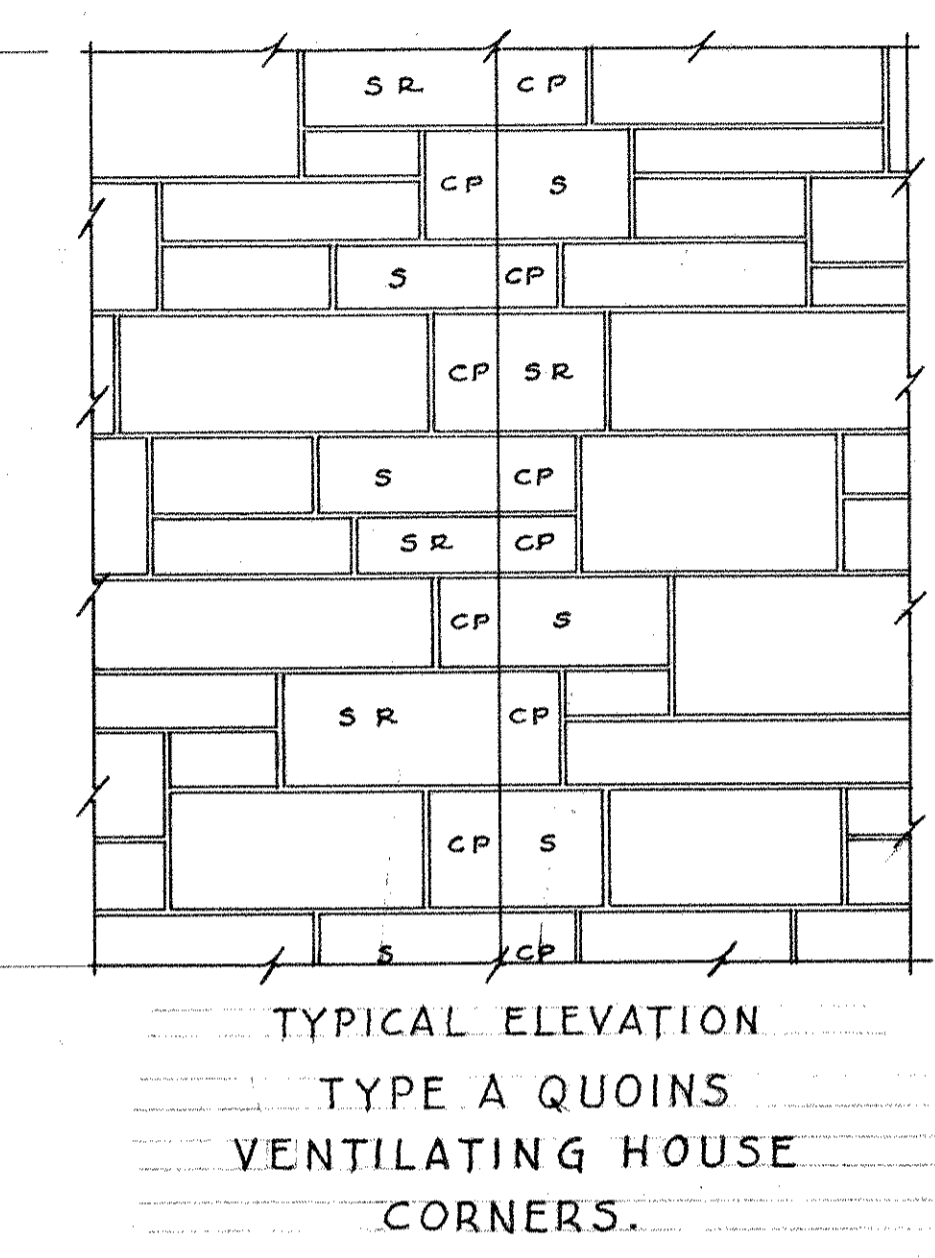 SR CP
CP S
S CP
CP SR
S CP
SR CP
CP S
SR CP
CP S
S CP
TYPICAL ELEVATION
TYPE A QUOINS
VENTILATING HOUSE
CORNERS.